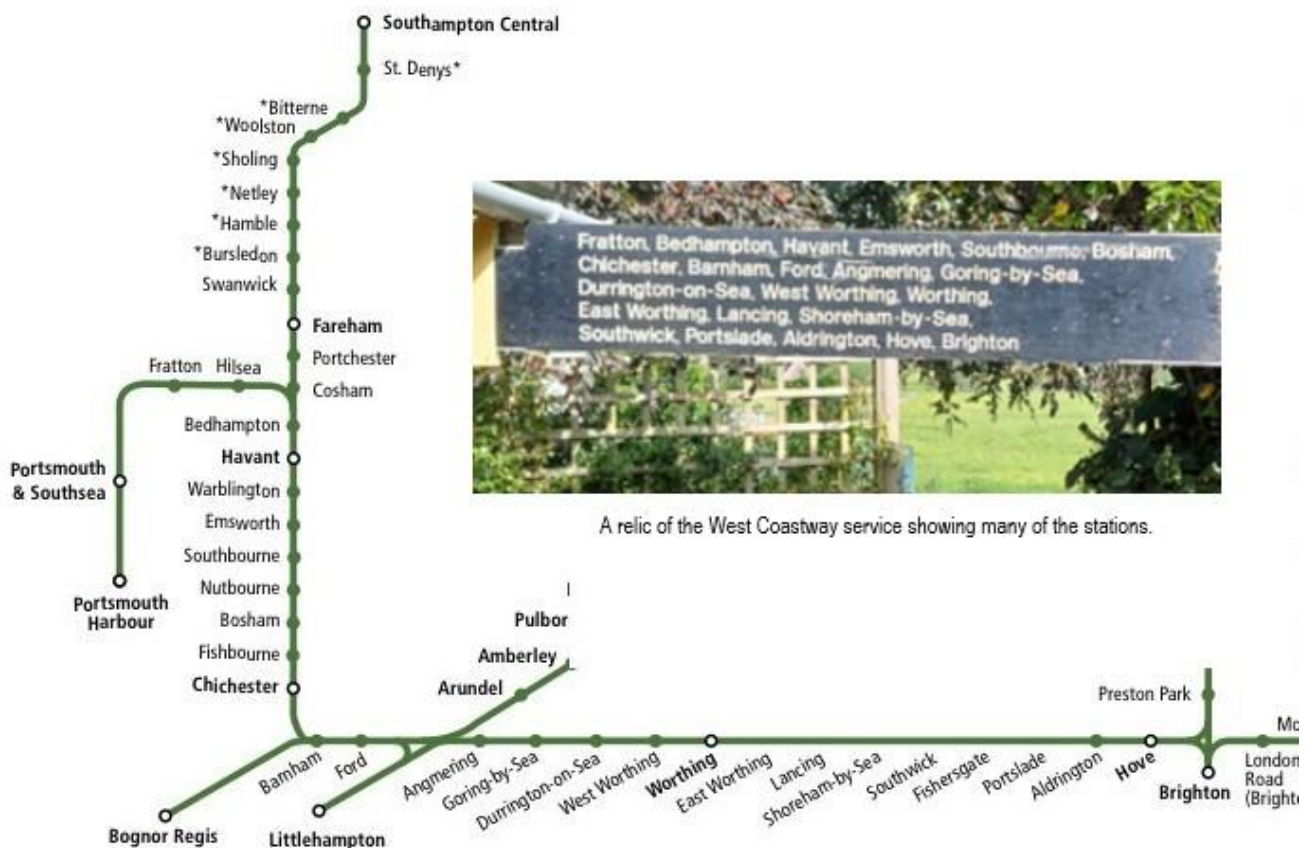 Southampton Central
St. Denys*
*Bitterne
*Woolston
*Sholing
*Netley
*Hamble
*Bursledon
Swanwick
Fareham
Portchester
Cosham
Fratton
Hilsea
Bedhampton
Havant
Warblington
Emsworth
Southbourne
Nutbourne
Bosham
Fishbourne
Chichester
Portsmouth
& Southsea
Portsmouth
Harbour
Fratton, Bedhampton, Havant, Emsworth, Southbourne, Bosham,
Chichester, Barnham, Ford, Angmering, Goring-by-Sea,
Durrington-on-Sea, West Worthing, Worthing,
East Worthing, Lancing, Shoreham-by-Sea,
Southwick, Portslade, Aldrington, Hove, Brighton
A relic of the West Coastway service showing many of the stations.
Pulbor
Amberley
Arundel
Bognor Regis
Barnham
Ford
Littlehampton
Angmering
Goring-by-Sea
Durrington-on-Sea
West Worthing
Worthing
East Worthing
Lancing
Shoreham-by-Sea
Southwick
Fishersgate
Portslade
Aldrington
Hove
Preston Park
Brighton
Mo
London
Road
(Brighte